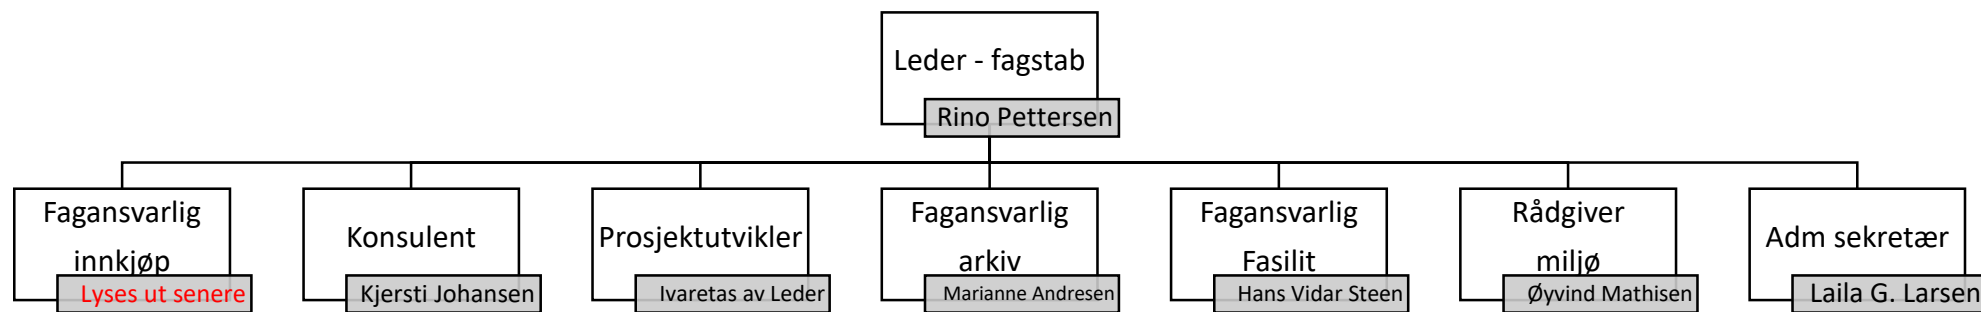 Leder - fagstab
Rino Pettersen
Fagansvarlig
innkjøp
Lyses ut senere
Konsulent
Kjersti Johansen
Prosjektutvikler
Ivaretas av Leder
Fagansvarlig
arkiv
Marianne Andresen
Fagansvarlig
Fasilit
Hans Vidar Steen
Rådgiver
miljø
Øyvind Mathisen
Adm sekretær
Laila G. Larsen